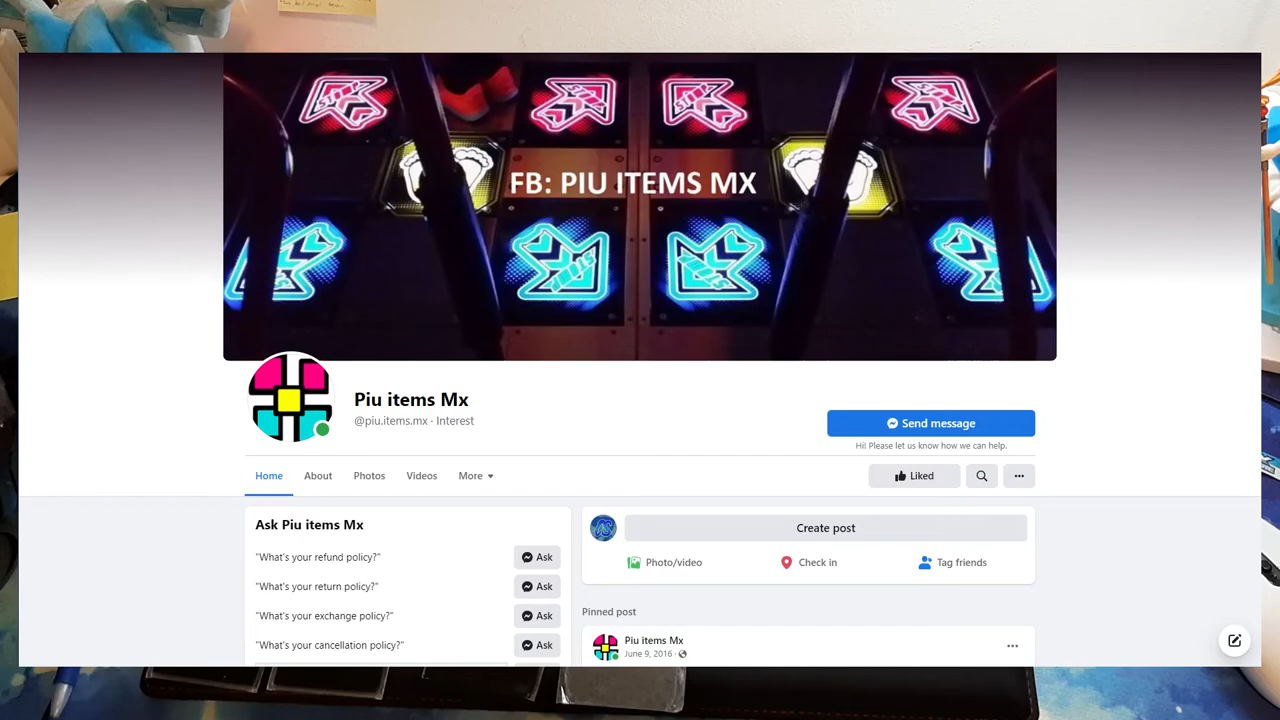 FB: PIU ITEMS MX
Piu items Mx
@piu.items.mx · Interest
Send message
Hi! Please let us know how we can help.
Home About Photos Videos More
Liked
Ask Piu items Mx
"What's your refund policy?" Ask
"What's your return policy?" Ask
"What's your exchange policy?" Ask
"What's your cancellation policy?" Ask
Create post
Photo/video Check in Tag friends
Pinned post
Piu items Mx
June 9, 2016 ·